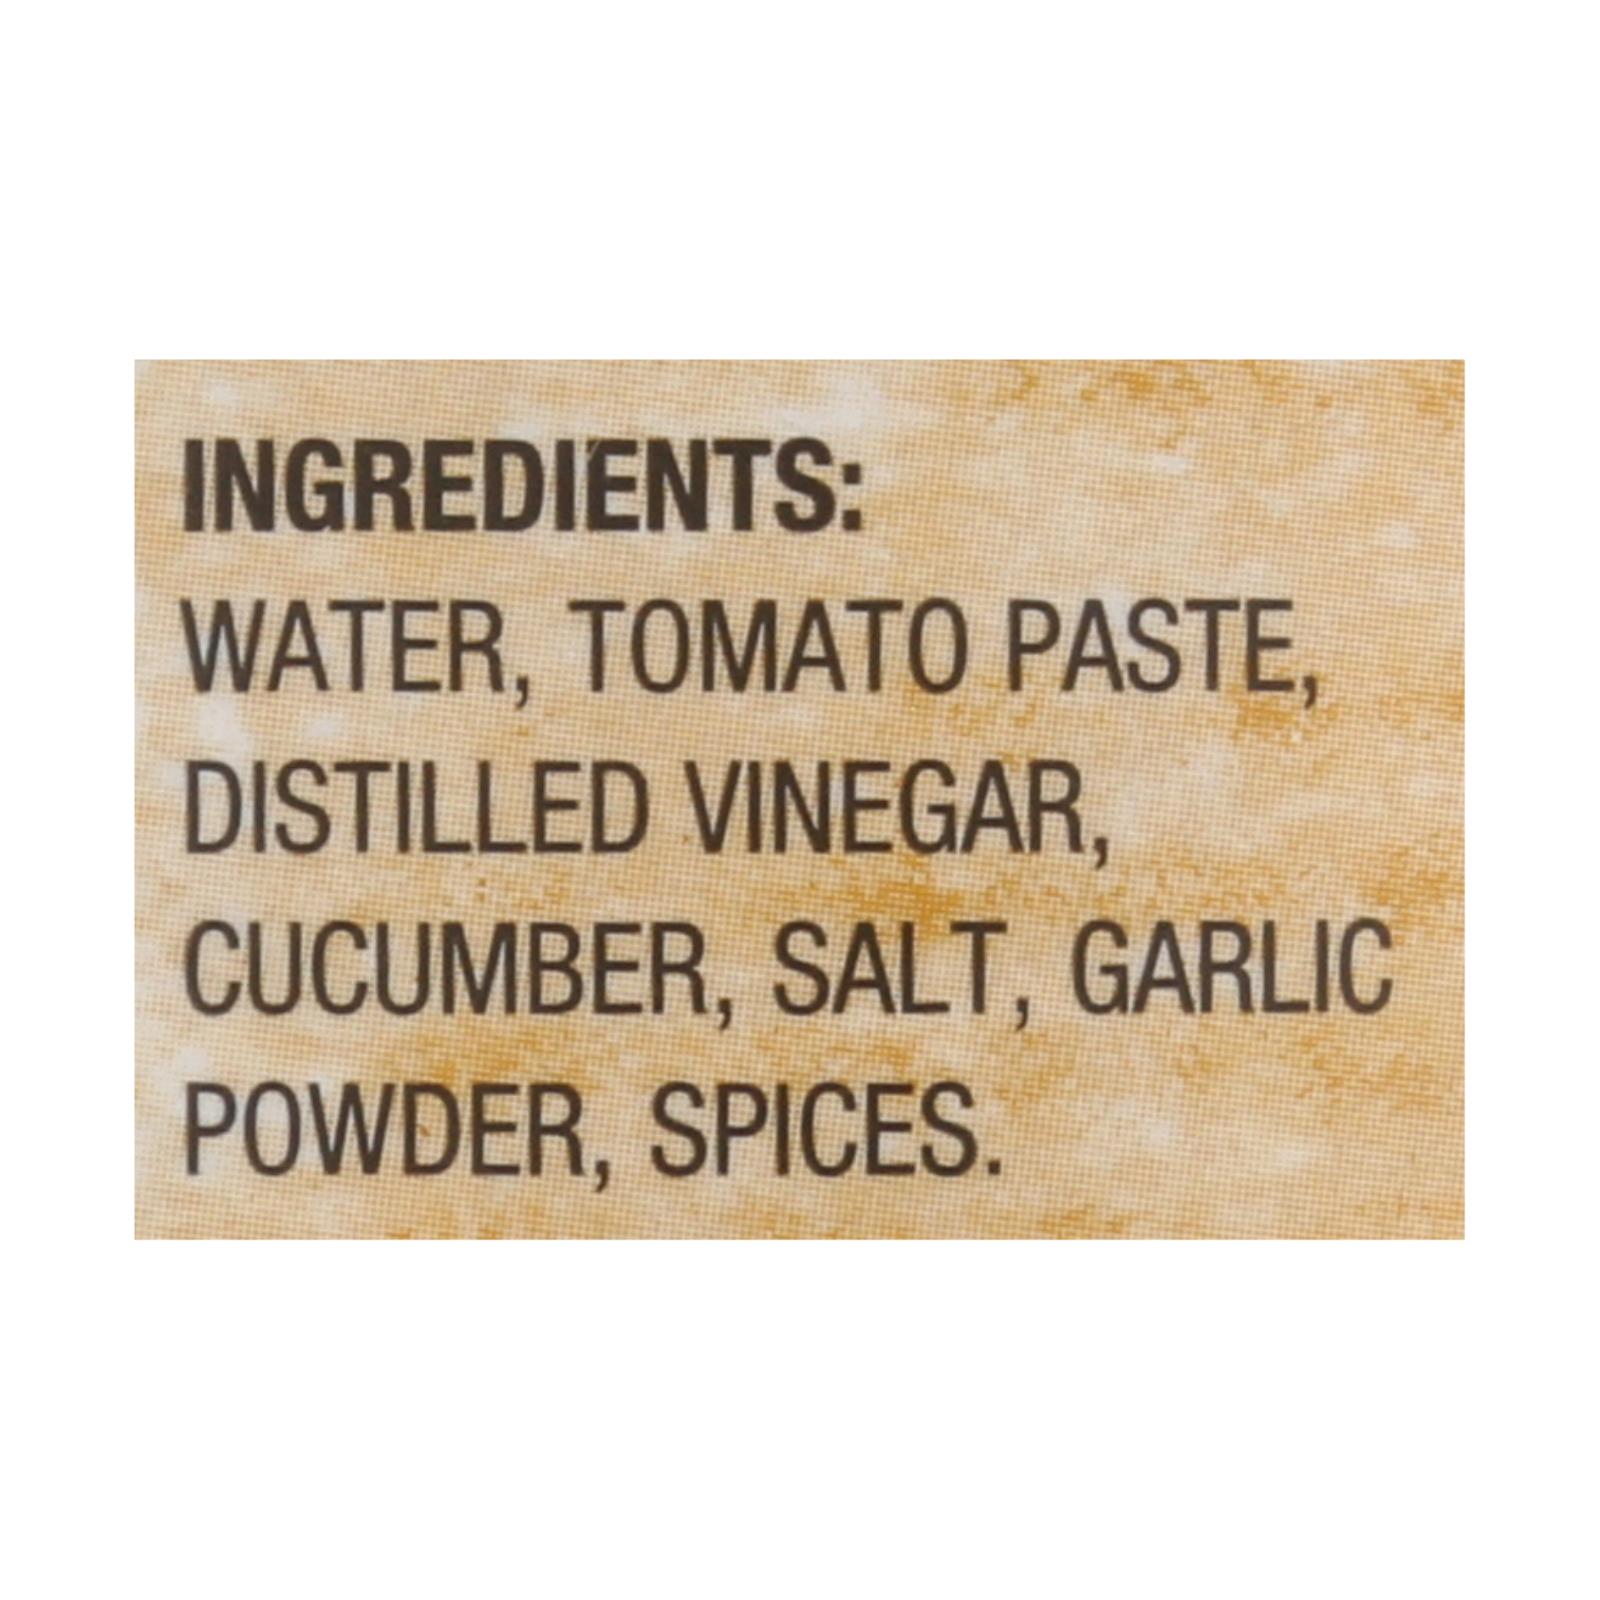 INGREDIENTS:
WATER, TOMATO PASTE,
DISTILLED VINEGAR,
CUCUMBER, SALT, GARLIC
POWDER, SPICES.